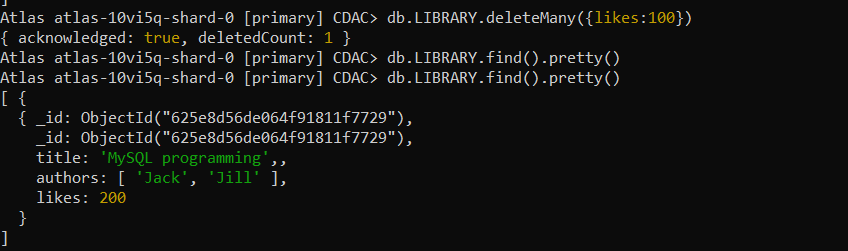 Atlas atlas-10vi5q-shard-0 [primary] CDAC> db.LIBRARY.deleteMany({likes:100})
{ acknowledged: true, deletedCount: 1 }
Atlas atlas-10vi5q-shard-0 [primary] CDAC> db.LIBRARY.find().pretty()
Atlas atlas-10vi5q-shard-0 [primary] CDAC> db.LIBRARY.find().pretty()
[ {
  { _id: ObjectId("625e8d56de064f91811f7729"),
    _id: ObjectId("625e8d56de064f91811f7729"),
    title: 'MySQL programming',,
    authors: [ 'Jack', 'Jill' ],
    likes: 200
  }
]